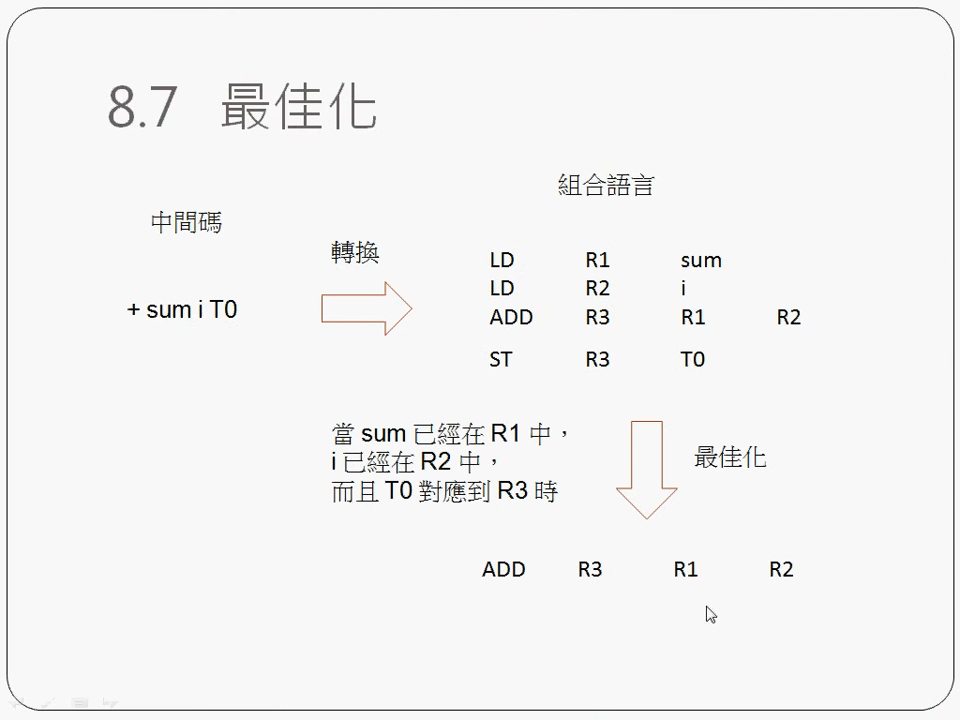 8.7 最佳化
組合語言
中間碼
轉換
+ sum i T0
LD R1 sum
LD R2 i
ADD R3 R1 R2
ST R3 T0
當 sum 已經在 R1 中，
i 已經在 R2 中，
而且 T0 對應到 R3 時
最佳化
ADD R3 R1 R2